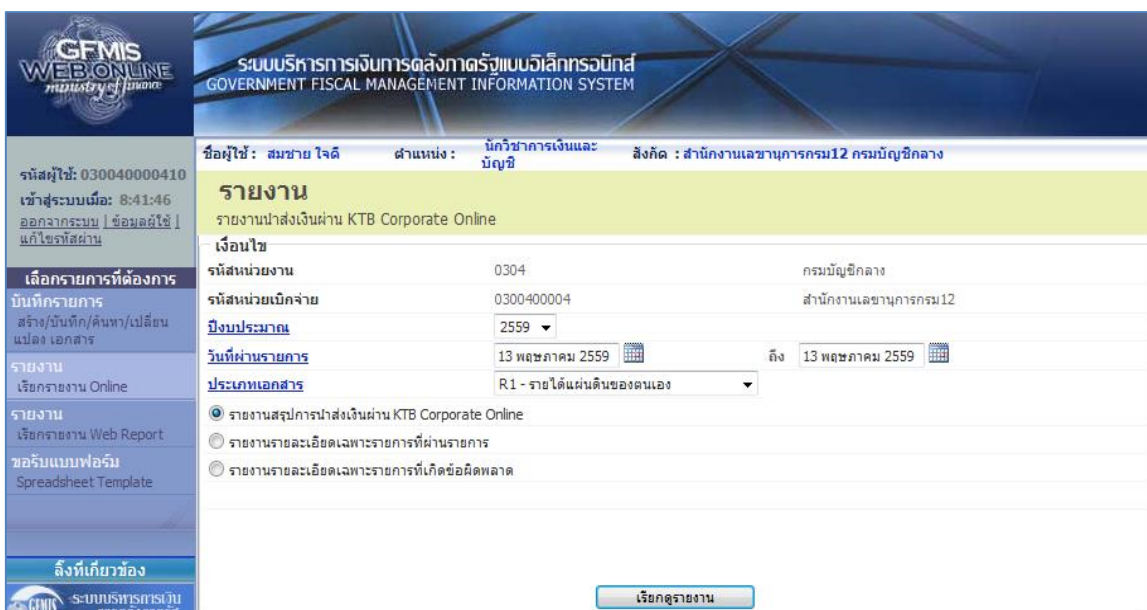 GFMIS
WEB ONLINE
ministry of finance
ระบบบริหารการเงินการคลังภาครัฐแบบอิเล็กทรอนิกส์
GOVERNMENT FISCAL MANAGEMENT INFORMATION SYSTEM
ชื่อผู้ใช้ : สมชาย ใจดี ตำแหน่ง : นักวิชาการเงินและ
บัญชี
สังกัด : สำนักงานเลขานุการกรม12 กรมบัญชีกลาง
รหัสผู้ใช้: 030040000410
เข้าสู่ระบบเมื่อ: 8:41:46
ออกจากระบบ | ข้อมูลผู้ใช้ |
แก้ไขรหัสผ่าน
เลือกรายการที่ต้องการ
บันทึกรายการ
สร้าง/บันทึก/ค้นหา/เปลี่ยน
แปลง เอกสาร
รายงาน
เรียกรายงาน Online
รายงาน
เรียกรายงาน Web Report
ขอรับแบบฟอร์ม
Spreadsheet Template
ลิ้งที่เกี่ยวข้อง
GFMIS ระบบบริหารการเงิน
รายงาน
รายงานนำส่งเงินผ่าน KTB Corporate Online
เงื่อนไข
รหัสหน่วยงาน 0304 กรมบัญชีกลาง
รหัสหน่วยเบิกจ่าย 0300400004 สำนักงานเลขานุการกรม12
ปีงบประมาณ 2559
วันที่ผ่านรายการ 13 พฤษภาคม 2559 ถึง 13 พฤษภาคม 2559
ประเภทเอกสาร R1 - รายได้แผ่นดินของตนเอง
รายงานสรุปการนำส่งเงินผ่าน KTB Corporate Online
รายงานรายละเอียดเฉพาะรายการที่ผ่านรายการ
รายงานรายละเอียดเฉพาะรายการที่เกิดข้อผิดพลาด
เรียกดูรายงาน